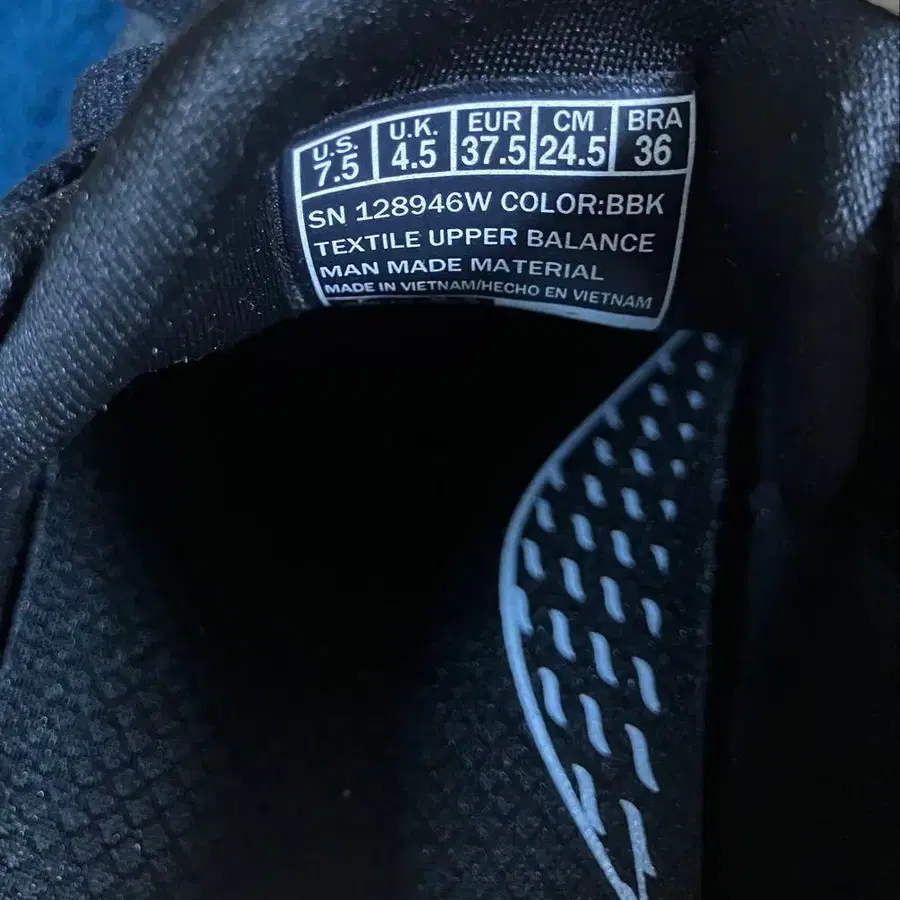 U.S. U.K. EUR CM BRA
7.5 4.5 37.5 24.5 36
SN 128946W COLOR:BBK
TEXTILE UPPER BALANCE
MAN MADE MATERIAL
MADE IN VIETNAM/HECHO EN VIETNAM